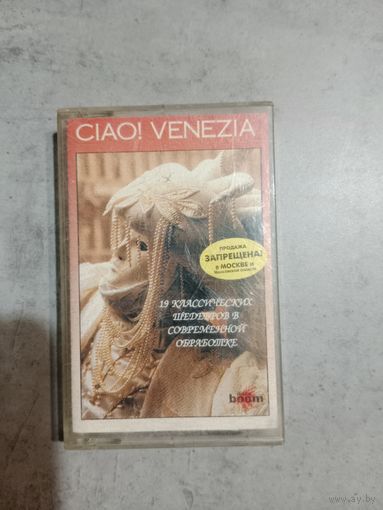 CIAO! VENEZIA
ПРОДАЖА
ЗАПРЕЩЕНА!
в МОСКВЕ и
Московской области
19 КЛАССИЧЕСКИХ
ШЕДЕВРОВ В
СОВРЕМЕННОЙ
ОБРАБОТКЕ
boom
www.ay.by